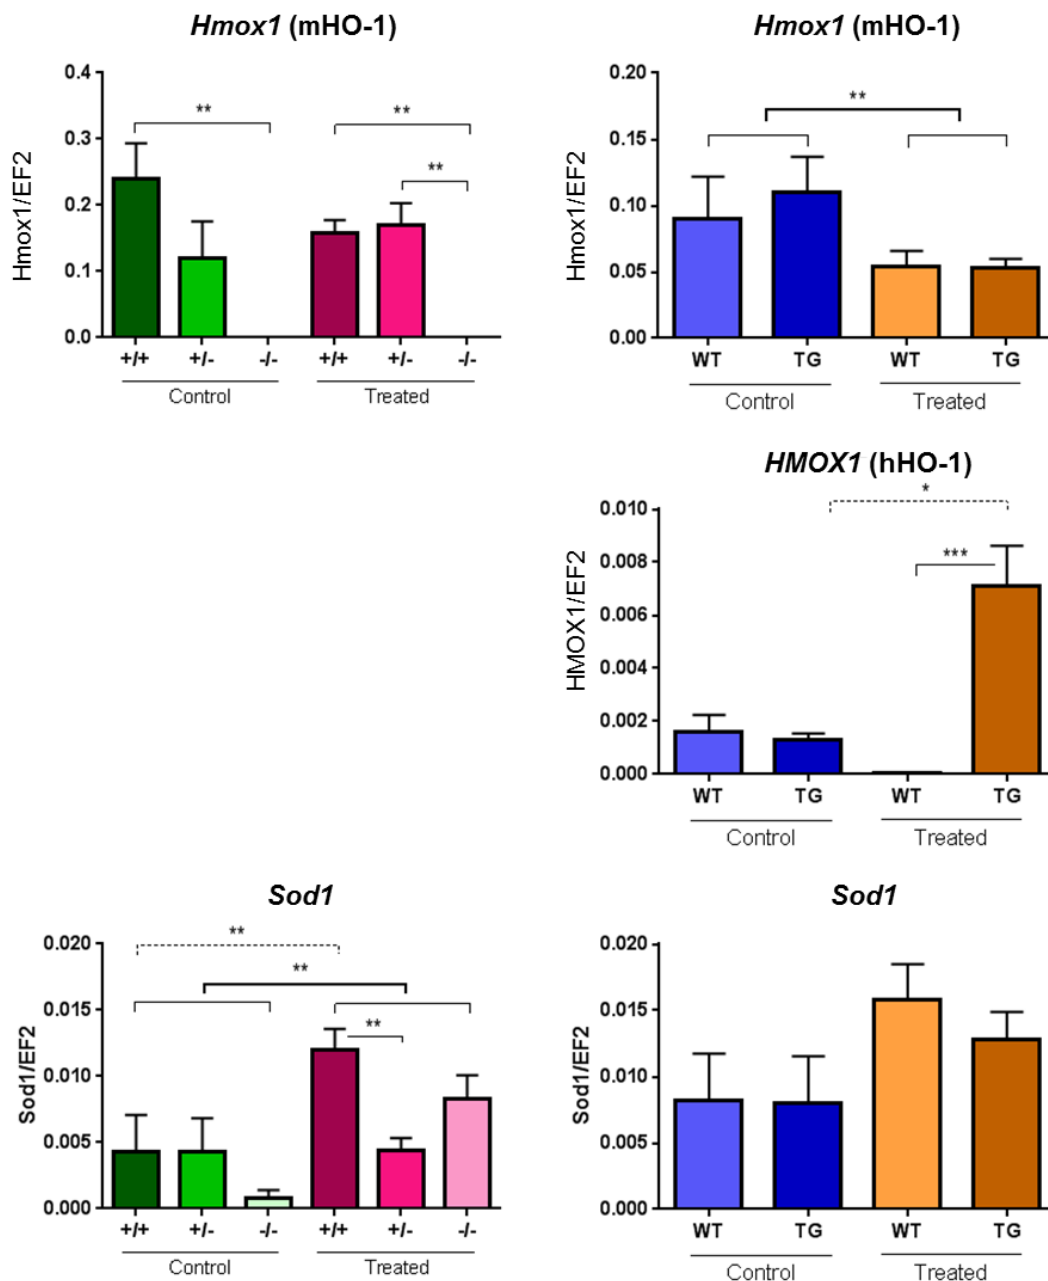 Hmox1 (mHO-1)
Hmox1/EF2
0.4
0.3
0.2
0.1
0.0
**
**
**
+/+ +/- -/- +/+ +/- -/-
Control Treated
Hmox1 (mHO-1)
Hmox1/EF2
0.20
0.15
0.10
0.05
0.00
**
WT TG WT TG
Control Treated
HMOX1 (hHO-1)
HMOX1/EF2
0.010
0.008
0.006
0.004
0.002
0.000
*
***
WT TG WT TG
Control Treated
Sod1
Sod1/EF2
0.020
0.015
0.010
0.005
0.000
**
**
**
+/+ +/- -/- +/+ +/- -/-
Control Treated
Sod1
Sod1/EF2
0.020
0.015
0.010
0.005
0.000
WT TG WT TG
Control Treated